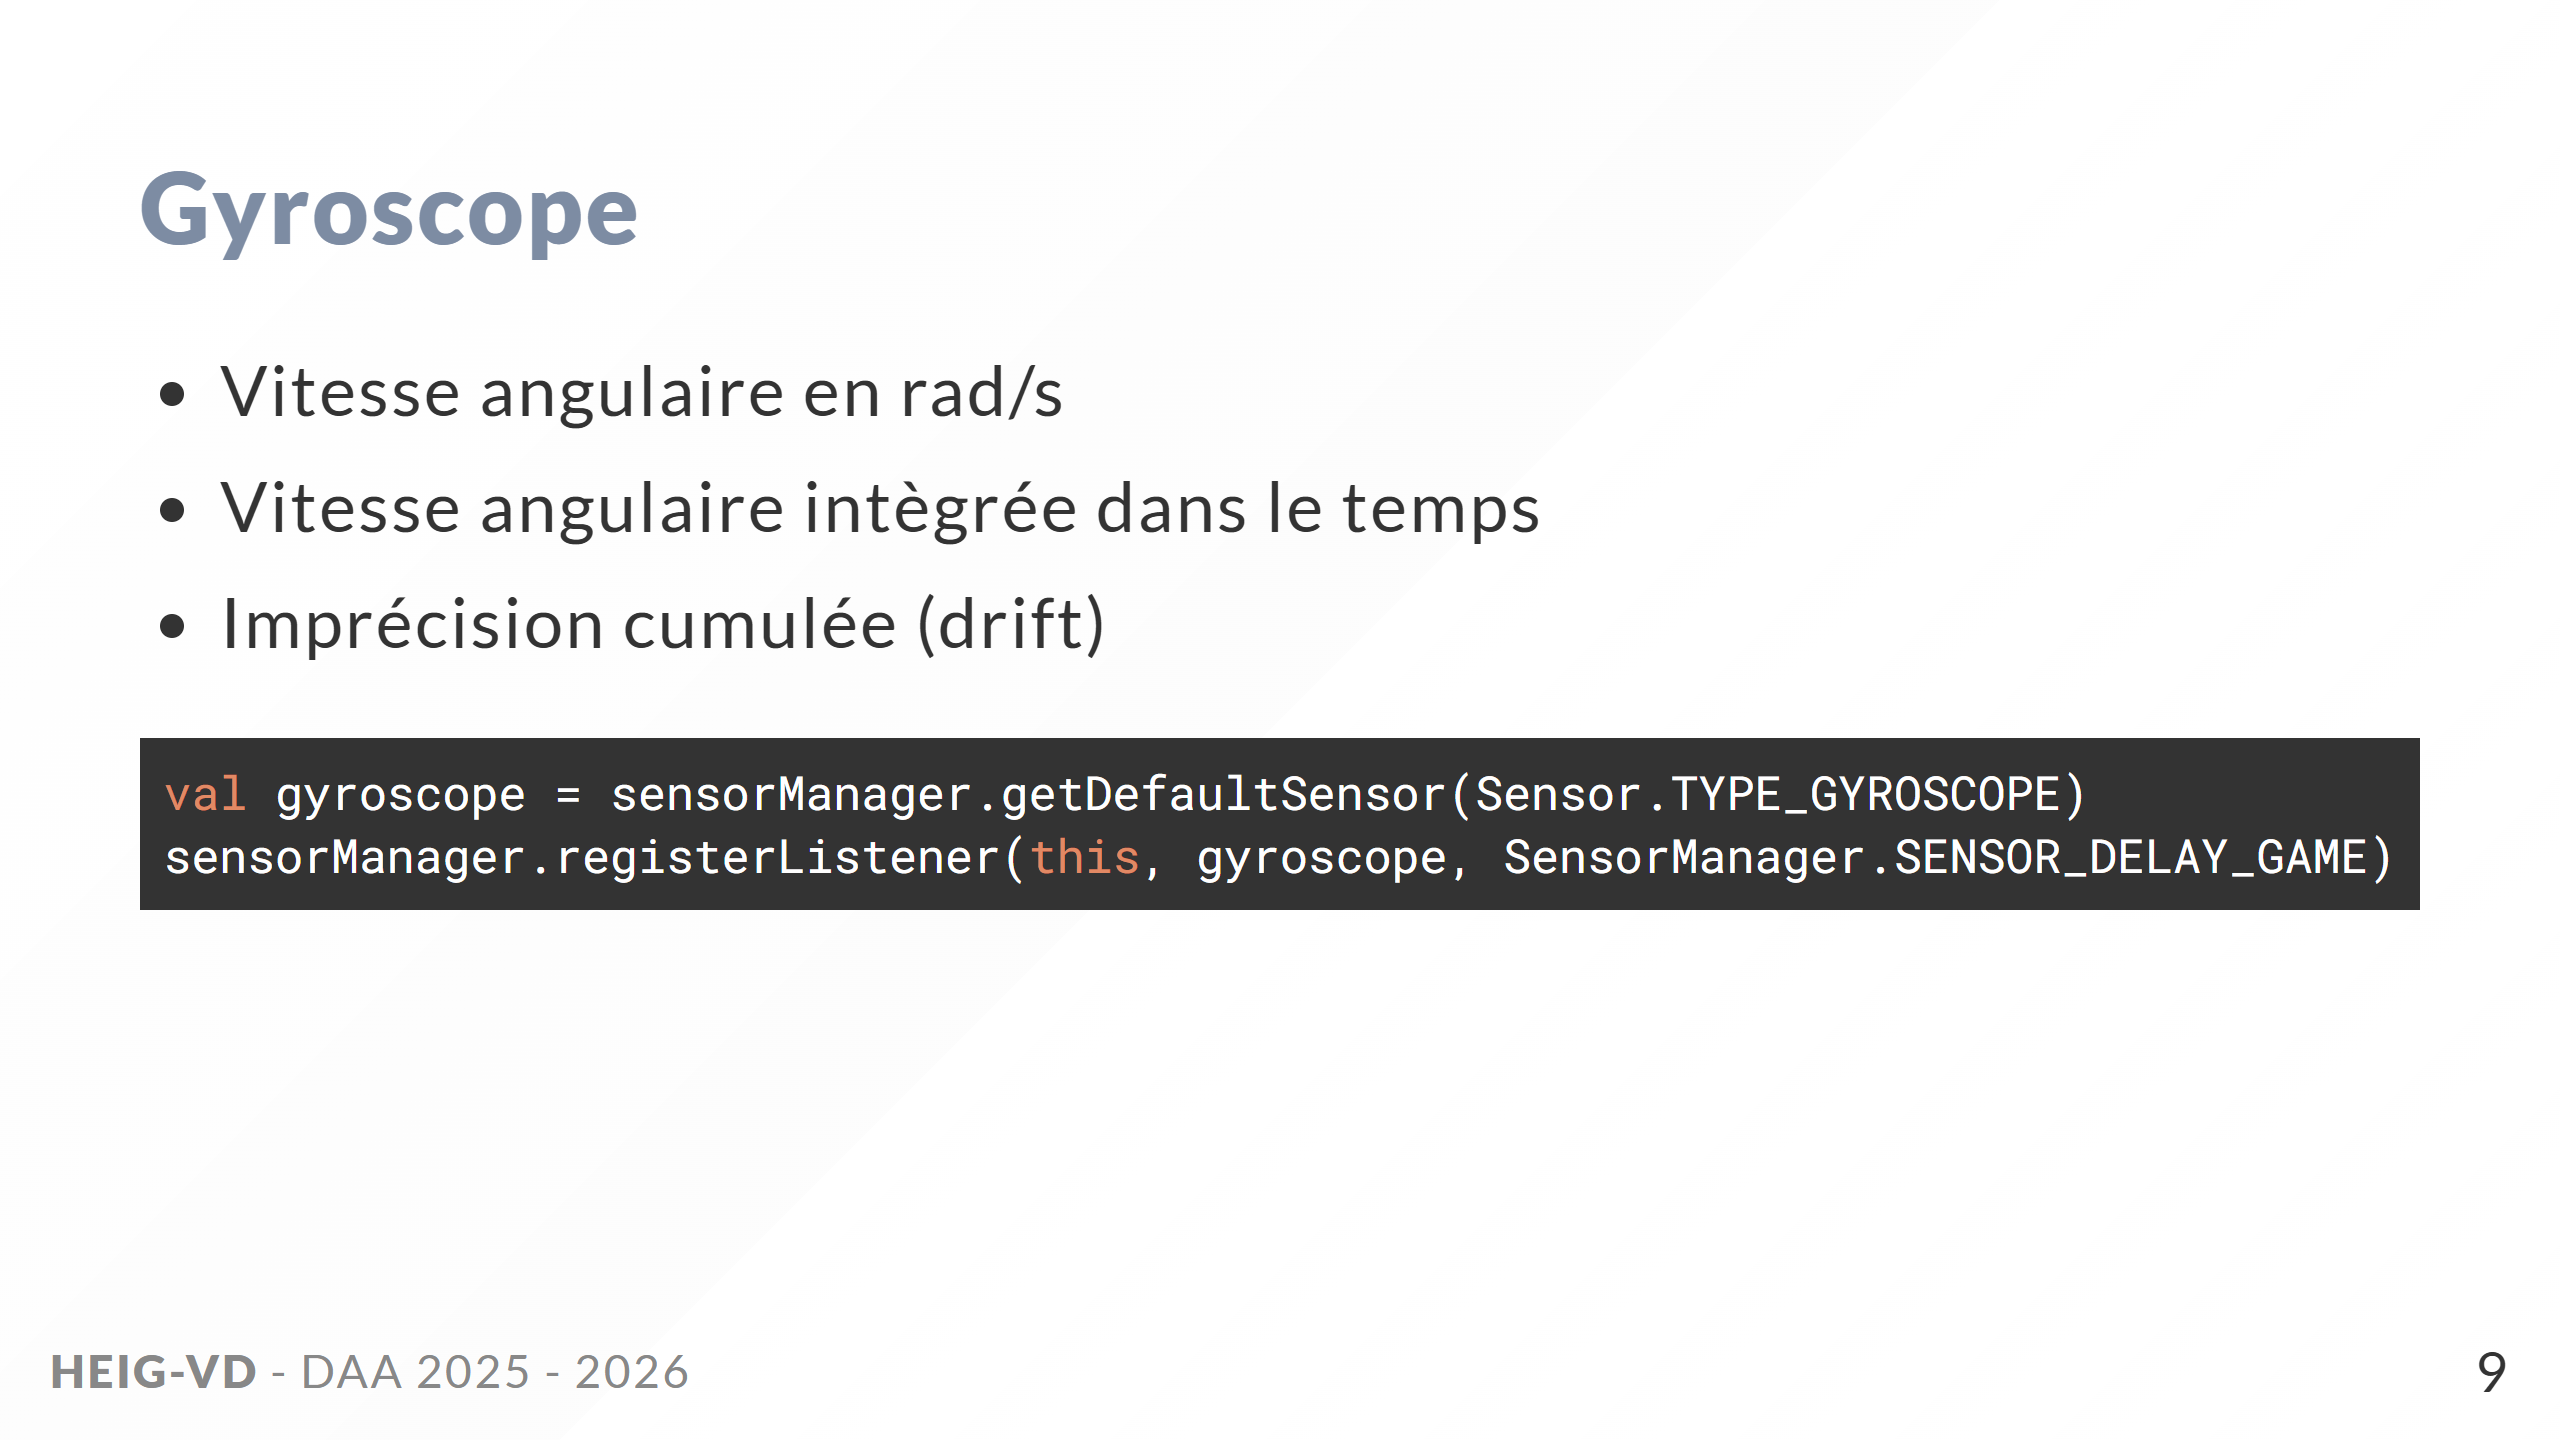 Gyroscope
• Vitesse angulaire en rad/s
• Vitesse angulaire intègrée dans le temps
• Imprécision cumulée (drift)
val gyroscope = sensorManager.getDefaultSensor(Sensor.TYPE_GYROSCOPE)
sensorManager.registerListener(this, gyroscope, SensorManager.SENSOR_DELAY_GAME)
HEIG-VD - DAA 2025 - 2026
9